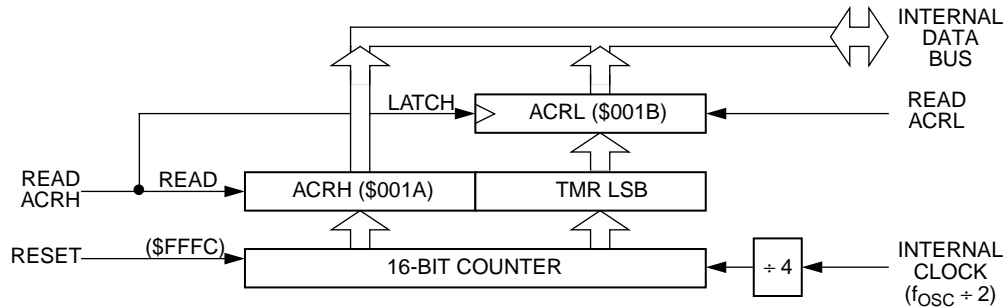 INTERNAL
DATA
BUS
LATCH
ACRL ($001B)
READ
ACRL
READ
ACRH
READ
ACRH ($001A)
TMR LSB
RESET
($FFFC)
16-BIT COUNTER
÷ 4
INTERNAL
CLOCK
(fOSC ÷ 2)